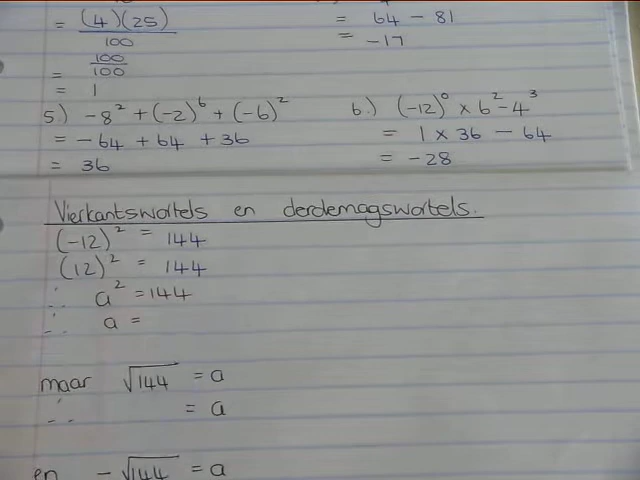 = (4)(25)
100
= 100
100
= 1
= 64 - 81
= -17
5.) -8² + (-2)⁶ + (-6)²
= -64 + 64 + 36
= 36
6.) (-12)⁰ × 6² - 4³
= 1 × 36 - 64
= -28
Vierkantswortels en derdemagswortels.
(-12)² = 144
(12)² = 144
∴ a² = 144
∴ a =
maar √144 = a
∴ = a
en -√144 = a